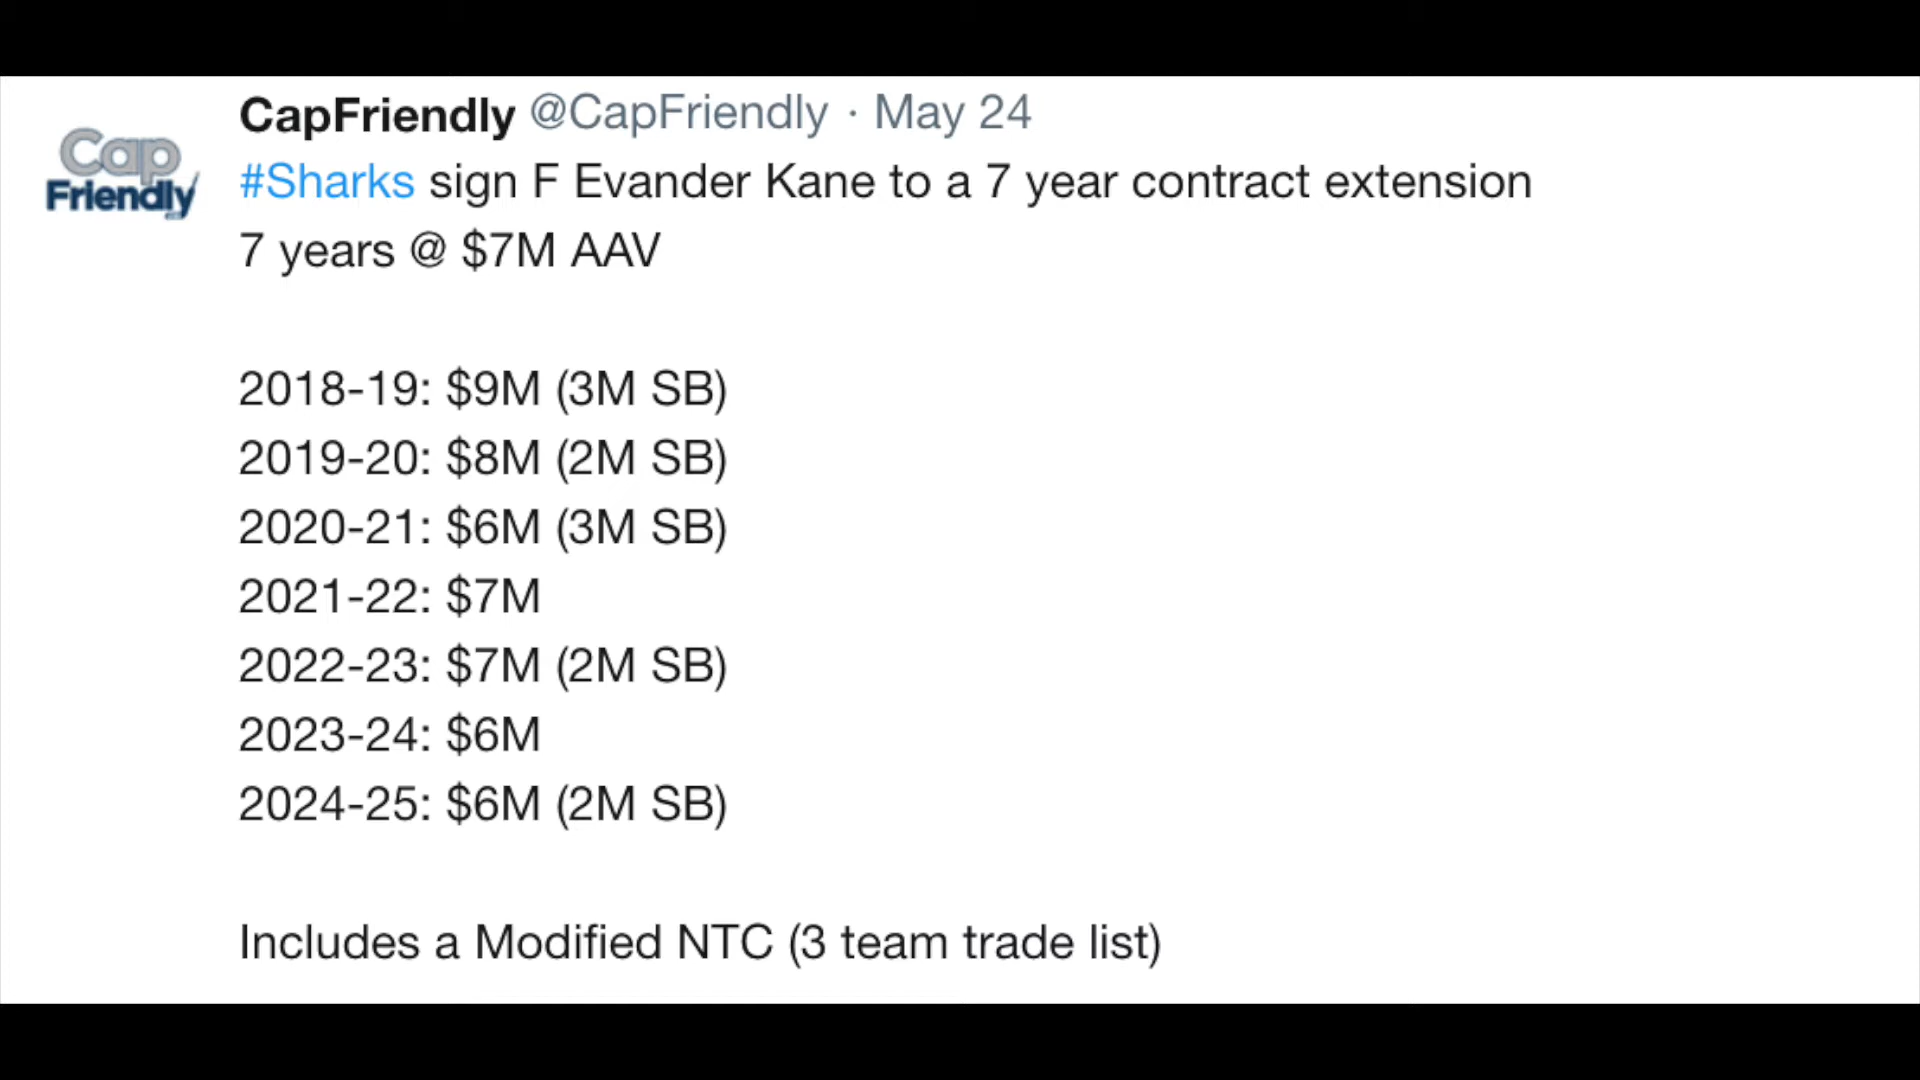 Cap
Friendly
CapFriendly @CapFriendly · May 24
#Sharks sign F Evander Kane to a 7 year contract extension
7 years @ $7M AAV
2018-19: $9M (3M SB)
2019-20: $8M (2M SB)
2020-21: $6M (3M SB)
2021-22: $7M
2022-23: $7M (2M SB)
2023-24: $6M
2024-25: $6M (2M SB)
Includes a Modified NTC (3 team trade list)